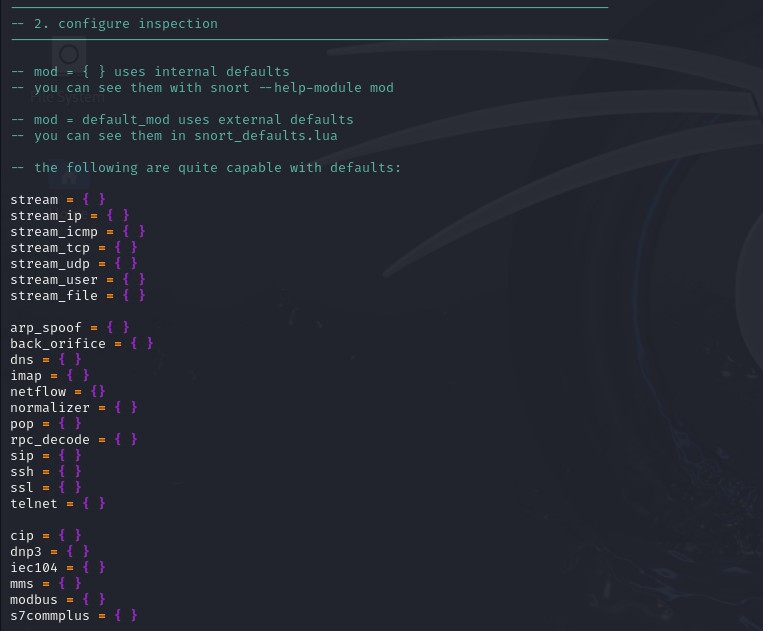 -- 2. configure inspection
-- mod = { } uses internal defaults
-- you can see them with snort --help-module mod
-- mod = default_mod uses external defaults
-- you can see them in snort_defaults.lua
-- the following are quite capable with defaults:
stream = { }
stream_ip = { }
stream_icmp = { }
stream_tcp = { }
stream_udp = { }
stream_user = { }
stream_file = { }
arp_spoof = { }
back_orifice = { }
dns = { }
imap = { }
netflow = {}
normalizer = { }
pop = { }
rpc_decode = { }
sip = { }
ssh = { }
ssl = { }
telnet = { }
cip = { }
dnp3 = { }
iec104 = { }
mms = { }
modbus = { }
s7commplus = { }
File System